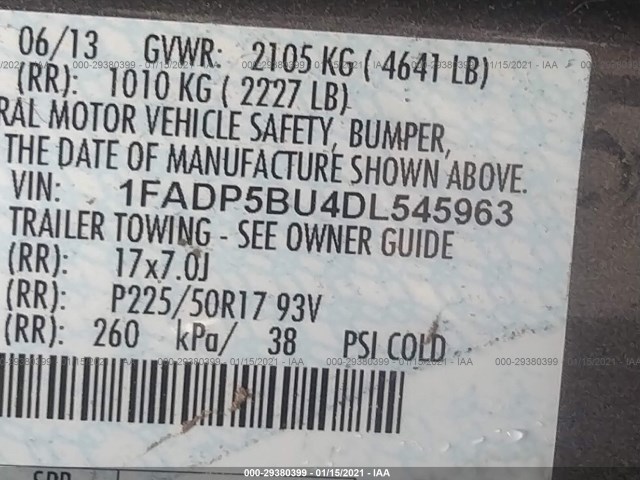 06/13 GVWR: 2105 KG ( 4641 LB)
(RR): 1010 KG ( 2227 LB)
RAL MOTOR VEHICLE SAFETY, BUMPER,
THE DATE OF MANUFACTURE SHOWN ABOVE.
VIN: 1FADP5BU4DL545963
TRAILER TOWING - SEE OWNER GUIDE
(RR): 17x7.0J
(RR): P225/50R17 93V
(RR): 260 kPa/ 38 PSI COLD
000-29380399 - 01/15/2021 - IAA